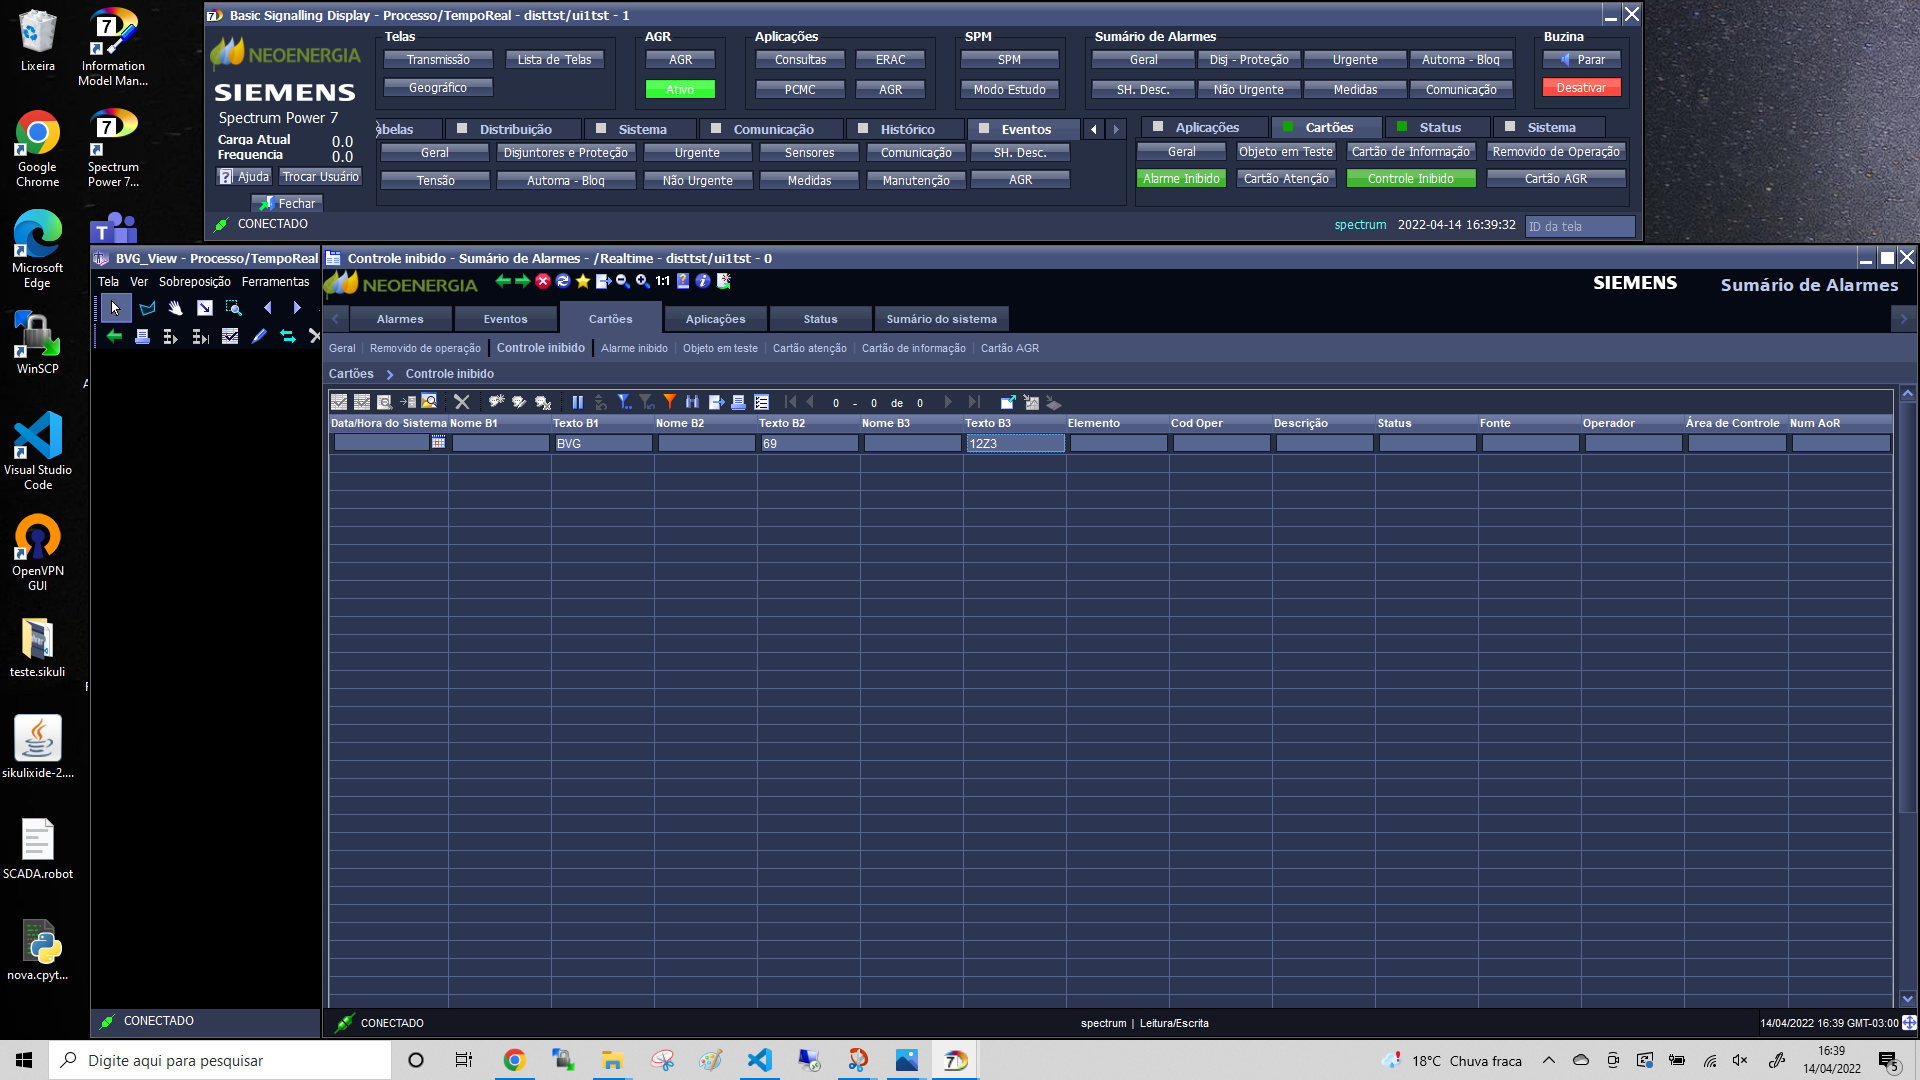 Lixeira
Information
Model Man...
Google
Chrome
Spectrum
Power 7...
Microsoft
Edge
WinSCP
Visual Studio
Code
OpenVPN
GUI
teste.sikuli
sikulixide-2....
SCADA.robot
nova.cpyt...
Basic Signalling Display - Processo/TempoReal - disttst/ui1tst - 1
NEOENERGIA
SIEMENS
Spectrum Power 7
Carga Atual 0.0
Frequencia 0.0
Ajuda Trocar Usuário
Fechar
CONECTADO
Telas
Transmissão Lista de Telas
Geográfico
AGR
AGR
Ativo
Aplicações
Consultas ERAC
PCMC AGR
SPM
SPM
Modo Estudo
Sumário de Alarmes
Geral Disj - Proteção Urgente Automa - Bloq
SH. Desc. Não Urgente Medidas Comunicação
Buzina
Parar
Desativar
abelas Distribuição Sistema Comunicação Histórico Eventos
Geral Disjuntores e Proteção Urgente Sensores Comunicação SH. Desc.
Tensão Automa - Bloq Não Urgente Medidas Manutenção AGR
Aplicações Cartões Status Sistema
Geral Objeto em Teste Cartão de Informação Removido de Operação
Alarme Inibido Cartão Atenção Controle Inibido Cartão AGR
spectrum 2022-04-14 16:39:32 ID da tela
BVG_View - Processo/TempoReal
Tela Ver Sobreposição Ferramentas
CONECTADO
Controle inibido - Sumário de Alarmes - /Realtime - disttst/ui1tst - 0
NEOENERGIA 1:1 SIEMENS Sumário de Alarmes
Alarmes Eventos Cartões Aplicações Status Sumário do sistema
Geral Removido de operação Controle inibido Alarme inibido Objeto em teste Cartão atenção Cartão de informação Cartão AGR
Cartões > Controle inibido
0 - 0 de 0
Data/Hora do Sistema Nome B1 Texto B1 Nome B2 Texto B2 Nome B3 Texto B3 Elemento Cod Oper Descrição Status Fonte Operador Área de Controle Num AoR
BVG 69 12Z3
CONECTADO spectrum | Leitura/Escrita 14/04/2022 16:39 GMT-03:00
Digite aqui para pesquisar
18°C Chuva fraca
16:39
14/04/2022
5